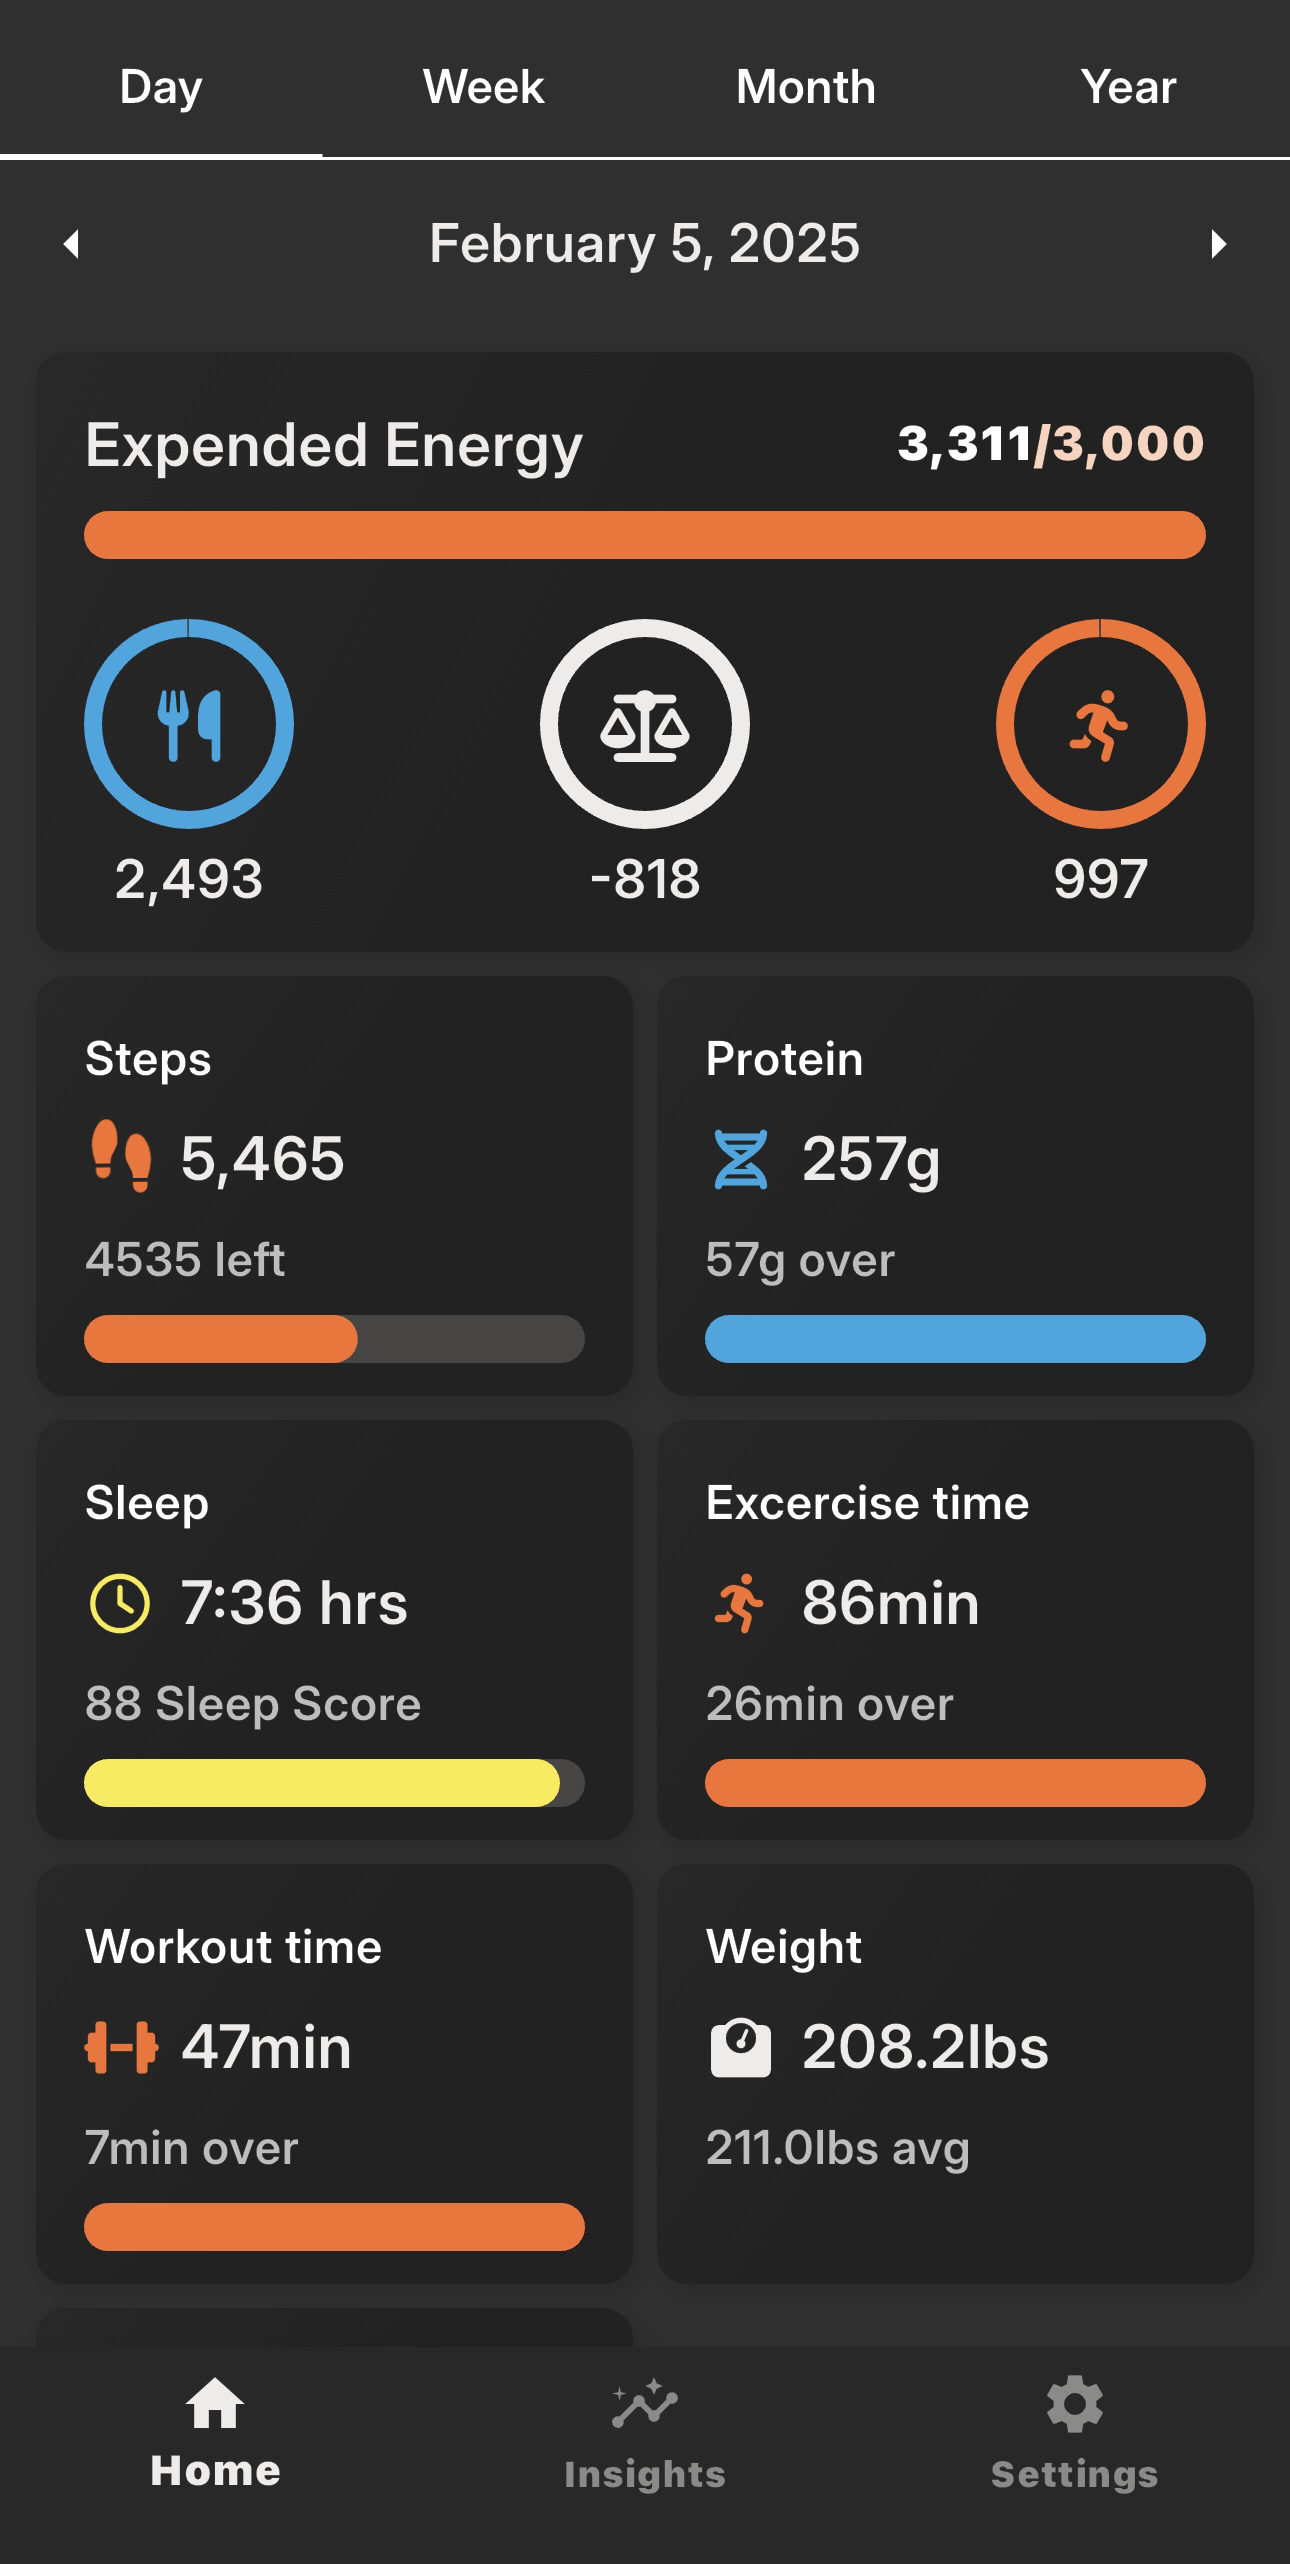 Day Week Month Year
February 5, 2025
Expended Energy 3,311/3,000
2,493 -818 997
Steps
5,465
4535 left
Protein
257g
57g over
Sleep
7:36 hrs
88 Sleep Score
Excercise time
86min
26min over
Workout time
47min
7min over
Weight
208.2lbs
211.0lbs avg
Home Insights Settings